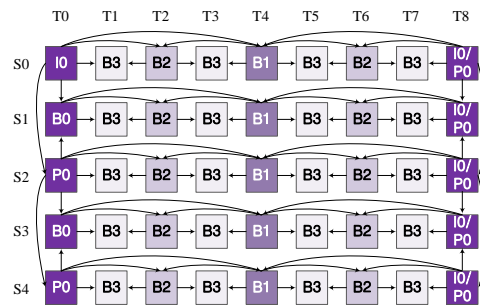 T0 T1 T2 T3 T4 T5 T6 T7 T8
S0 I0 B3 B2 B3 B1 B3 B2 B3 I0/
P0
S1 B0 B3 B2 B3 B1 B3 B2 B3 I0/
P0
S2 P0 B3 B2 B3 B1 B3 B2 B3 I0/
P0
S3 B0 B3 B2 B3 B1 B3 B2 B3 I0/
P0
S4 P0 B3 B2 B3 B1 B3 B2 B3 I0/
P0